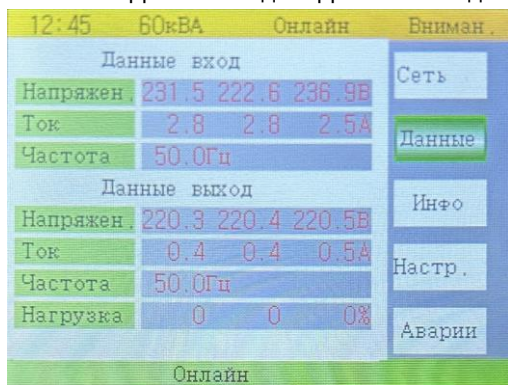 12:45 60кВА Онлайн Вниман.
Данные вход
Напряжен. 231.5 222.6 236.9В
Ток 2.8 2.8 2.5А
Частота 50.0Гц
Данные выход
Напряжен. 220.3 220.4 220.5В
Ток 0.4 0.4 0.5А
Частота 50.0Гц
Нагрузка 0 0 0%
Сеть
Данные
Инфо
Настр.
Аварии
Онлайн